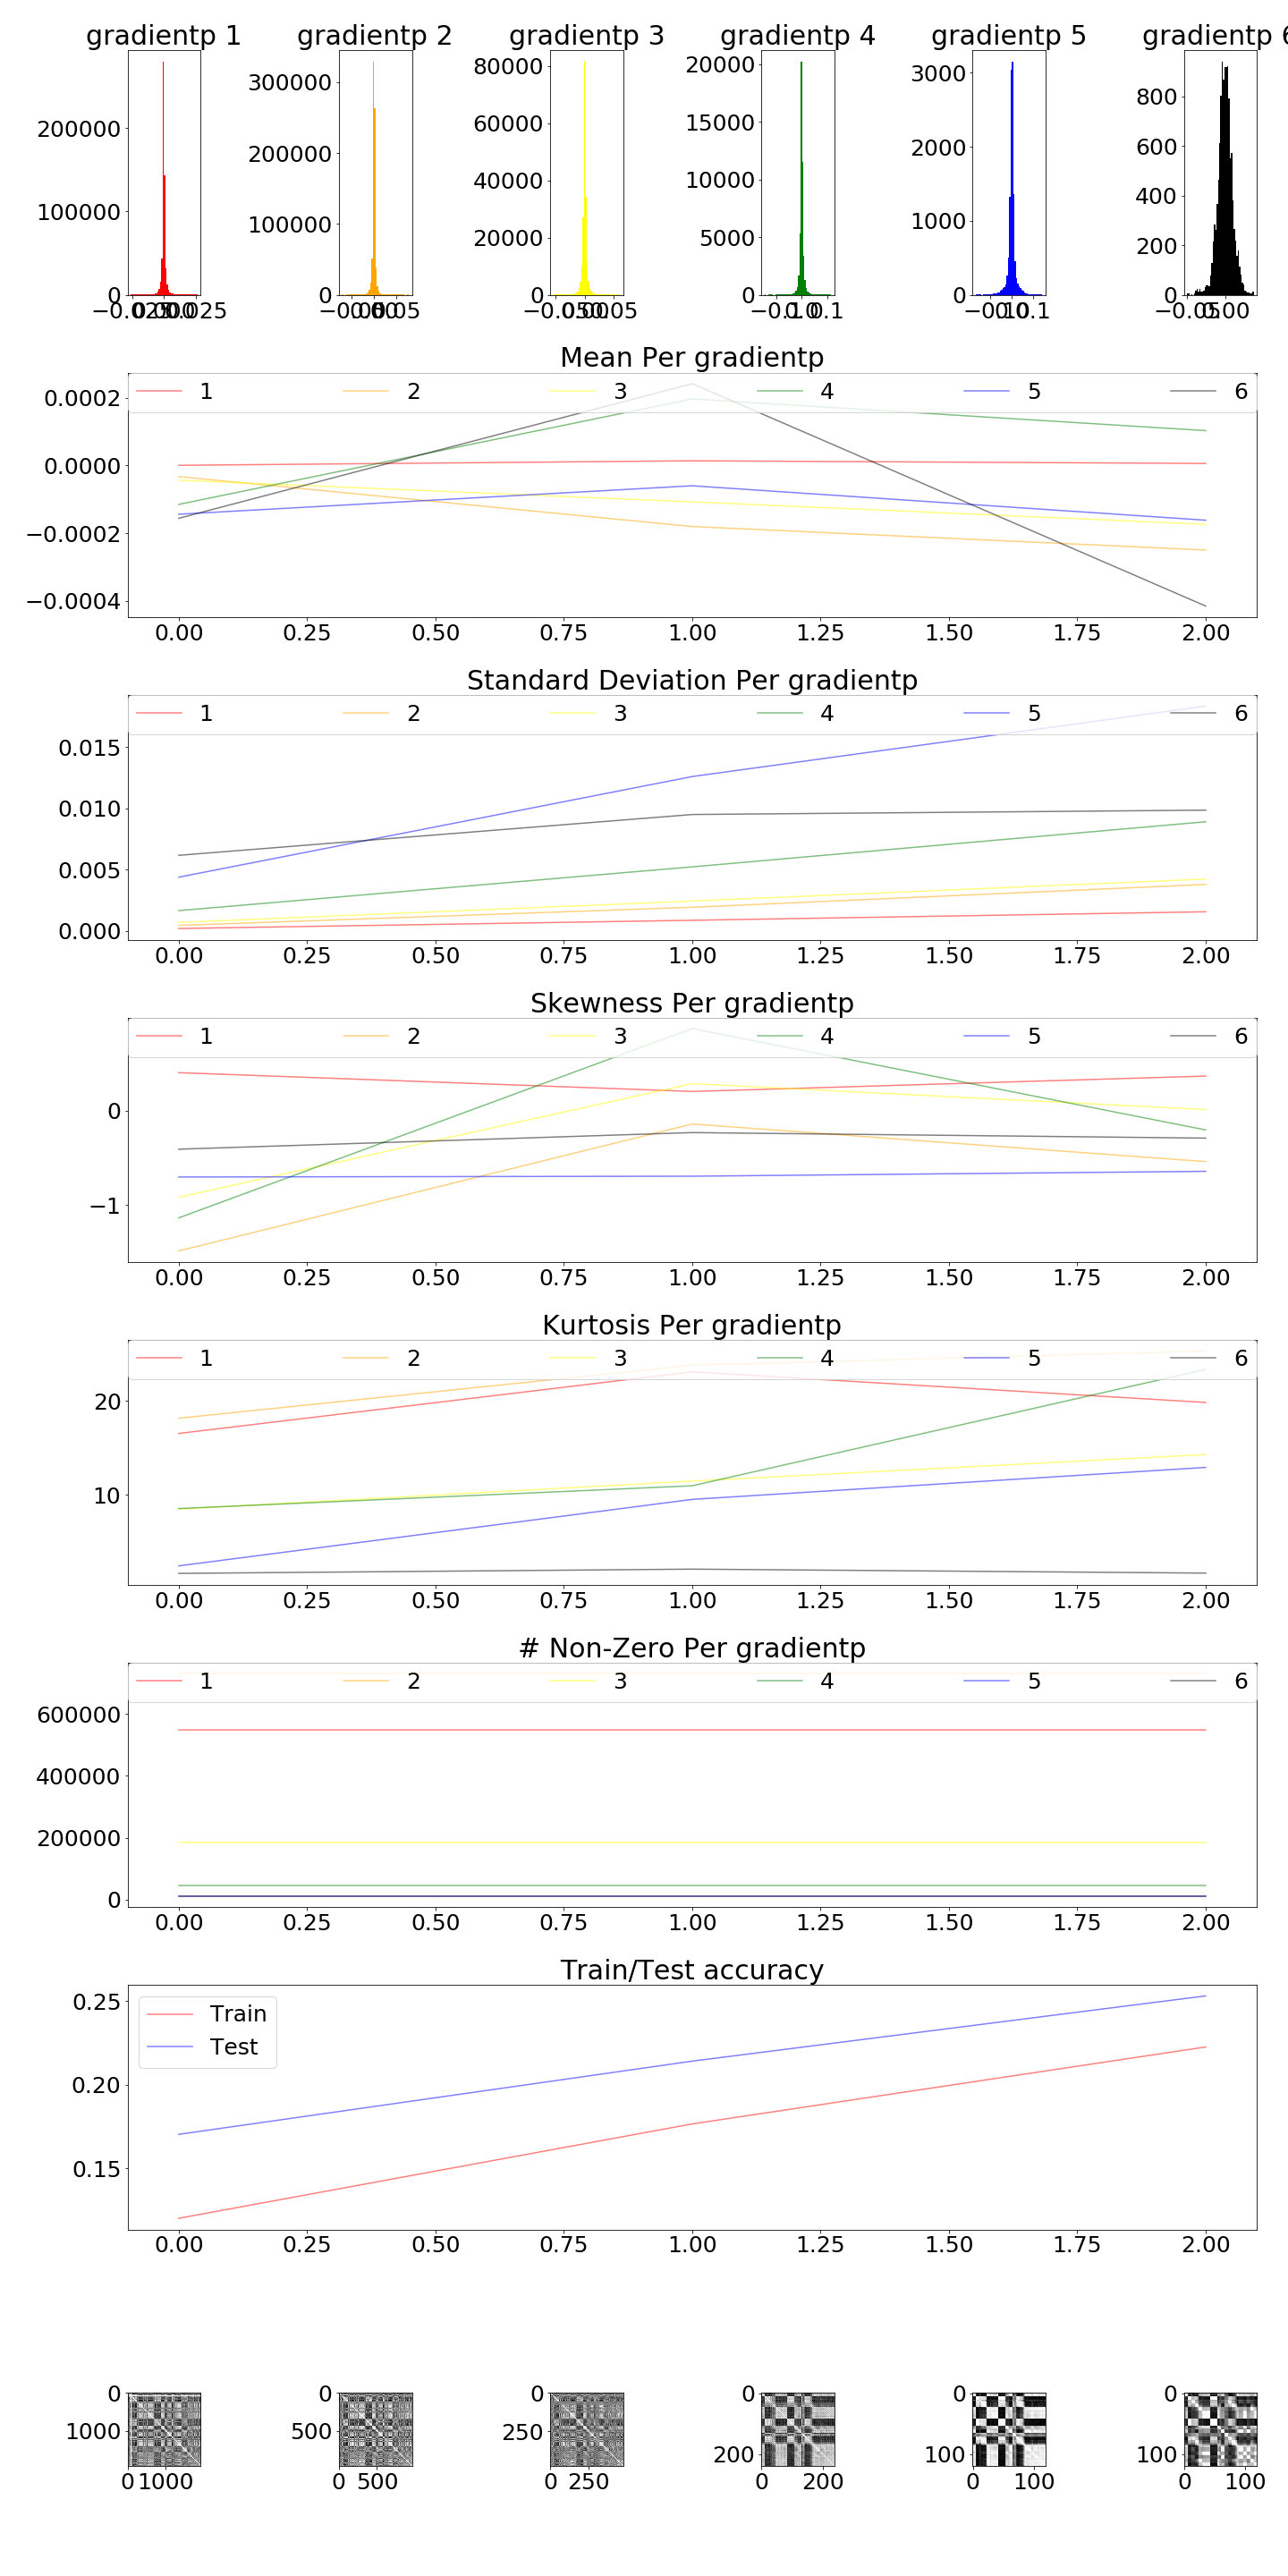 gradientp 1 gradientp 2 gradientp 3 gradientp 4 gradientp 5 gradientp 6
200000 100000 0
300000 200000 100000 0
80000 60000 40000 20000 0
20000 15000 10000 5000 0
3000 2000 1000 0
800 600 400 200 0
Mean Per gradientp
1 2 3 4 5 6
0.0002
0.0000
−0.0002
−0.0004
0.00 0.25 0.50 0.75 1.00 1.25 1.50 1.75 2.00
Standard Deviation Per gradientp
1 2 3 4 5 6
0.015
0.010
0.005
0.000
0.00 0.25 0.50 0.75 1.00 1.25 1.50 1.75 2.00
Skewness Per gradientp
1 2 3 4 5 6
0
−1
0.00 0.25 0.50 0.75 1.00 1.25 1.50 1.75 2.00
Kurtosis Per gradientp
1 2 3 4 5 6
20
10
0.00 0.25 0.50 0.75 1.00 1.25 1.50 1.75 2.00
# Non-Zero Per gradientp
1 2 3 4 5 6
600000
400000
200000
0
0.00 0.25 0.50 0.75 1.00 1.25 1.50 1.75 2.00
Train/Test accuracy
Train
Test
0.25
0.20
0.15
0.00 0.25 0.50 0.75 1.00 1.25 1.50 1.75 2.00
0 0 0 0 0 0
1000 500 250 200 100 100
0 1000 0 500 0 250 0 200 0 100 0 100